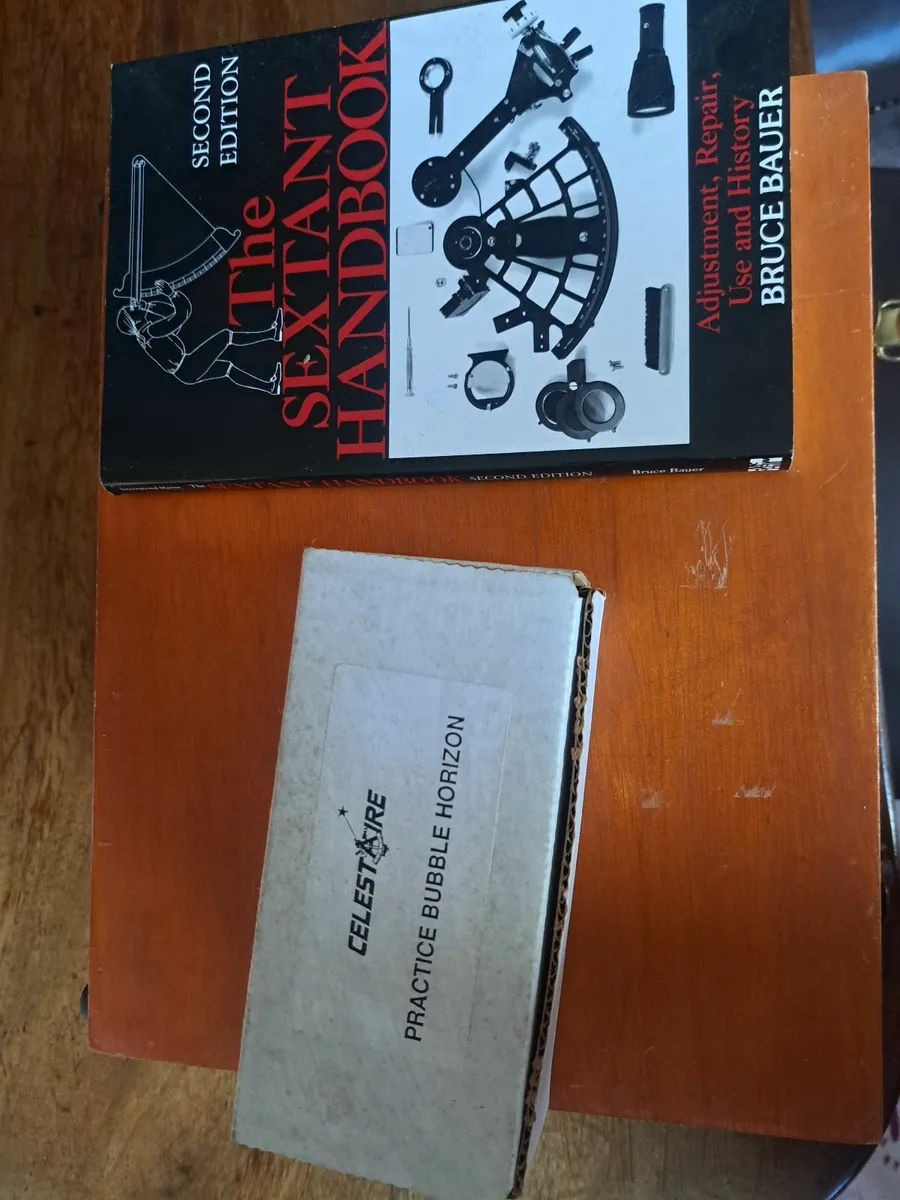 SECOND
EDITION
The
SEXTANT
HANDBOOK
Adjustment, Repair,
Use and History
BRUCE BAUER
The SEXTANT HANDBOOK SECOND EDITION Bruce Bauer
CELESTAIRE
PRACTICE BUBBLE HORIZON